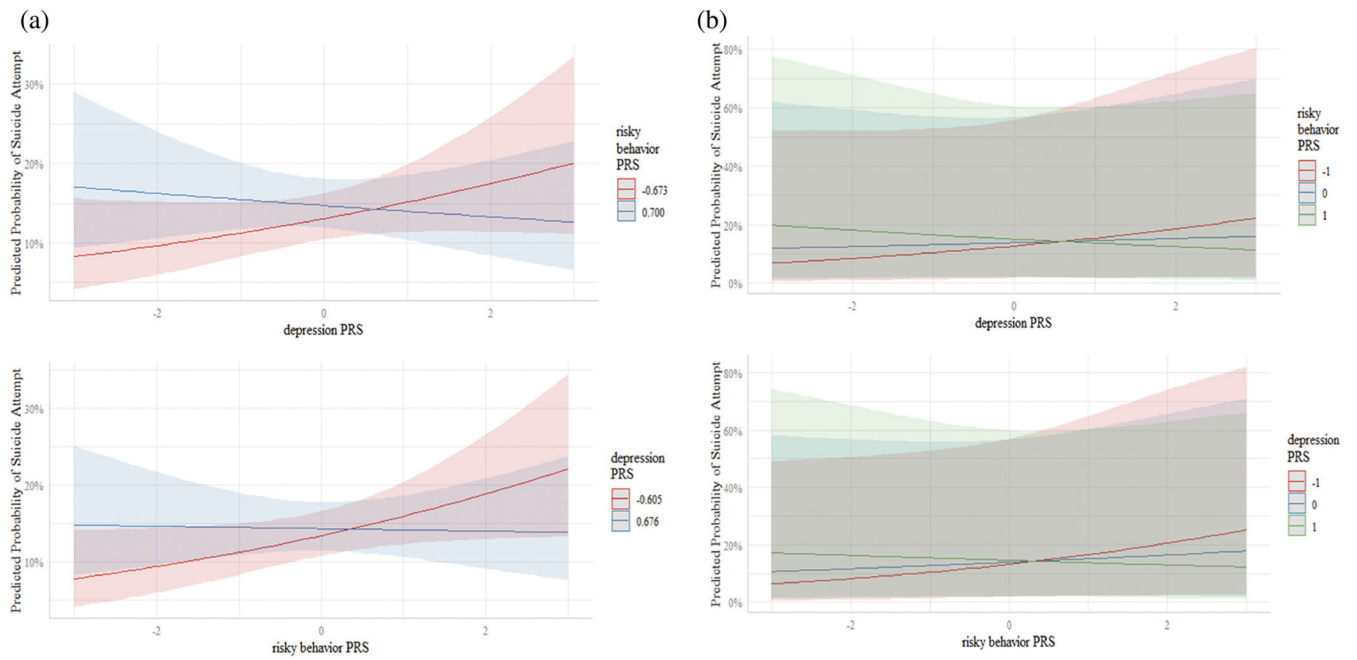 (a)
Predicted Probability of Suicide Attempt
30%
20%
10%
-2
0
2
depression PRS
risky
behavior
PRS
-0.673
0.700
Predicted Probability of Suicide Attempt
30%
20%
10%
-2
0
2
risky behavior PRS
depression
PRS
-0.605
0.676
(b)
Predicted Probability of Suicide Attempt
80%
60%
40%
20%
0%
-2
0
2
depression PRS
risky
behavior
PRS
-1
0
1
Predicted Probability of Suicide Attempt
80%
60%
40%
20%
0%
-2
0
2
risky behavior PRS
depression
PRS
-1
0
1